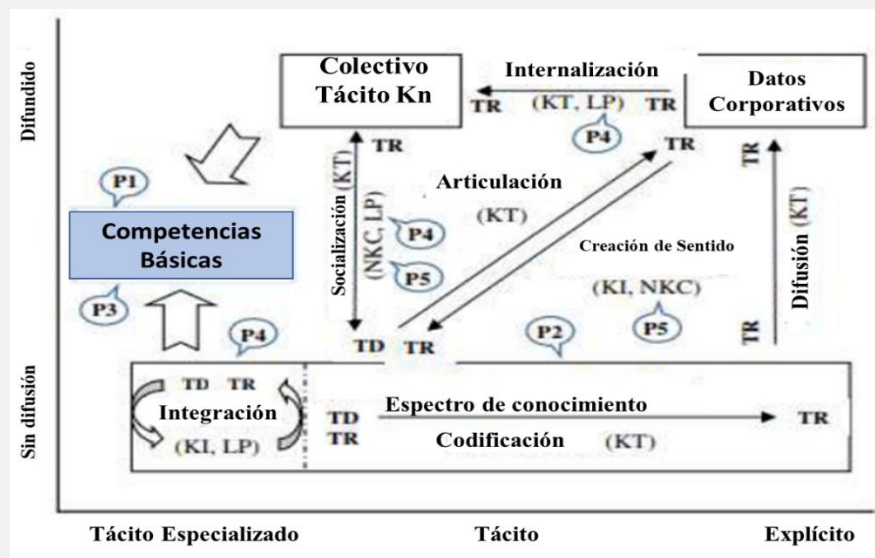 Difundido
Sin difusión
Colectivo
Tácito Kn
Internalización
TR
(KT, LP)
TR
P4
Datos
Corporativos
TR
TR
TR
P1
Competencias
Básicas
P3
P4
Socialización (KT)
(NKC, LP)
P4
P5
Articulación
(KT)
Creación de Sentido
(KI, NKC)
P5
P2
Difusión (KT)
TR
TD TR
TD TR
Integración
(KI, LP)
TD
TR
Espectro de conocimiento
Codificación (KT)
TR
Tácito Especializado
Tácito
Explícito